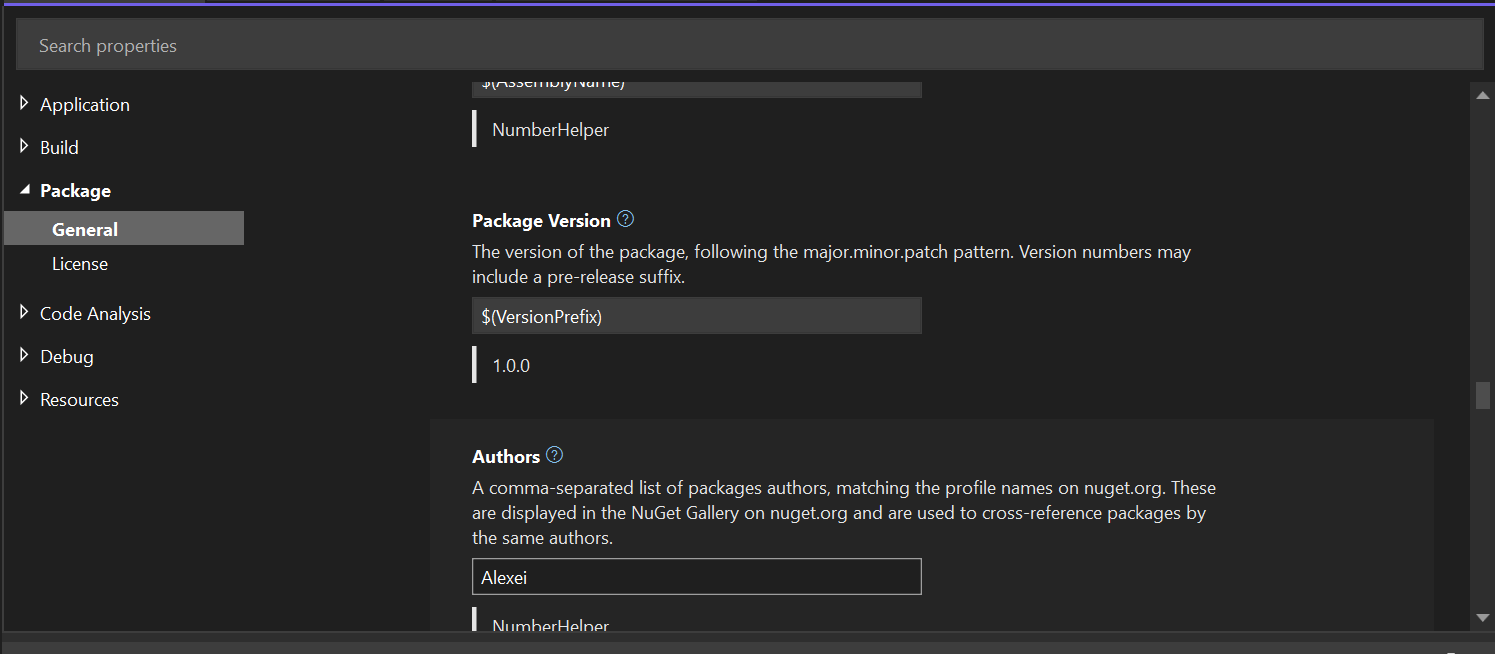 Search properties
Application
Build
Package
General
License
Code Analysis
Debug
Resources
$(AssemblyName)
NumberHelper
Package Version ?
The version of the package, following the major.minor.patch pattern. Version numbers may
include a pre-release suffix.
$(VersionPrefix)
1.0.0
Authors ?
A comma-separated list of packages authors, matching the profile names on nuget.org. These
are displayed in the NuGet Gallery on nuget.org and are used to cross-reference packages by
the same authors.
Alexei
NumberHelper